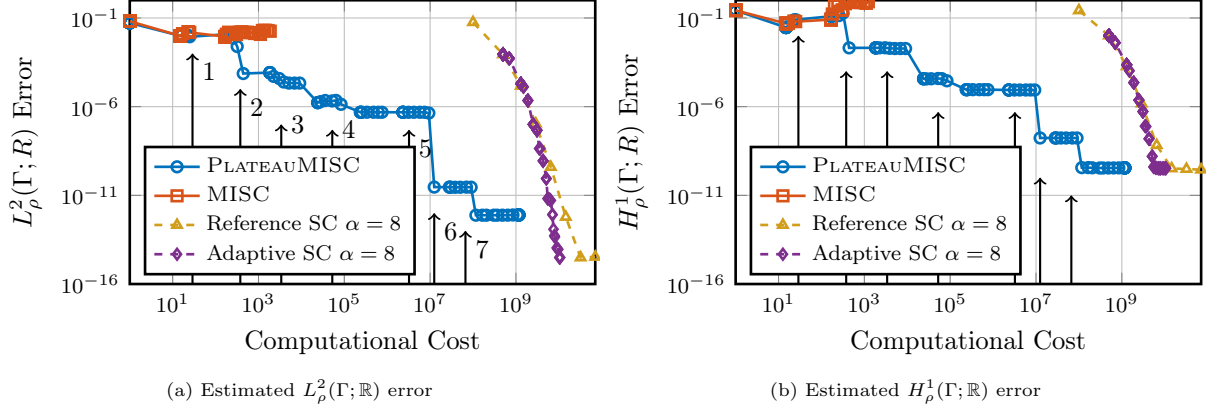 10^{-1}
10^{-6}
10^{-11}
10^{-16}
L^2_ρ(Γ; R) Error
1
2
3
4
5
6
7
PLATEAUMISC
MISC
Reference SC α = 8
Adaptive SC α = 8
10^1 10^3 10^5 10^7 10^9
Computational Cost
(a) Estimated L^2_ρ(Γ; ℝ) error
10^{-1}
10^{-6}
10^{-11}
10^{-16}
H^1_ρ(Γ; R) Error
PLATEAUMISC
MISC
Reference SC α = 8
Adaptive SC α = 8
10^1 10^3 10^5 10^7 10^9
Computational Cost
(b) Estimated H^1_ρ(Γ; ℝ) error